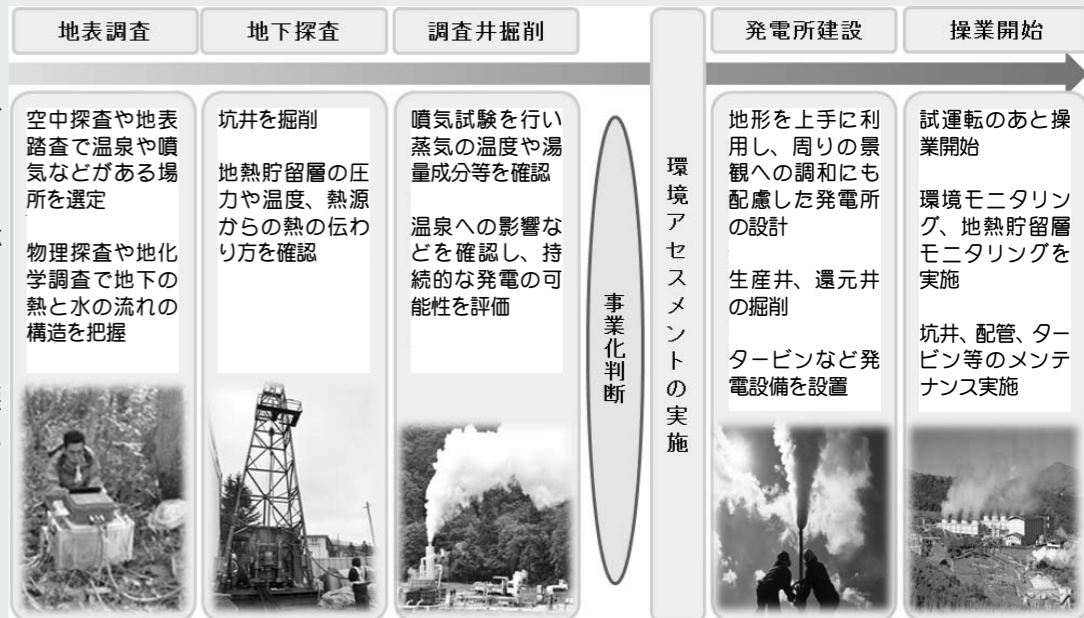 地表調査
地下探査
調査井掘削
発電所建設
操業開始
空中探査や地表
踏査で温泉や噴
気などがある場
所を選定
物理探査や地化
学調査で地下の
熱と水の流れの
構造を把握
坑井を掘削
地熱貯留層の圧
力や温度、熱源
からの熱の伝わ
り方を確認
噴気試験を行い
蒸気の温度や湯
量成分等を確認
温泉への影響な
どを確認し、持
続的な発電の可
能性を評価
事業化判断
環境アセスメントの実施
地形を上手に利
用し、周りの景
観への調和にも
配慮した発電所
の設計
生産井、還元井
の掘削
タービンなど発
電設備を設置
試運転のあと操
業開始
環境モニタリン
グ、地熱貯留層
モニタリングを
実施
坑井、配管、ター
ビン等のメンテ
ナンス実施